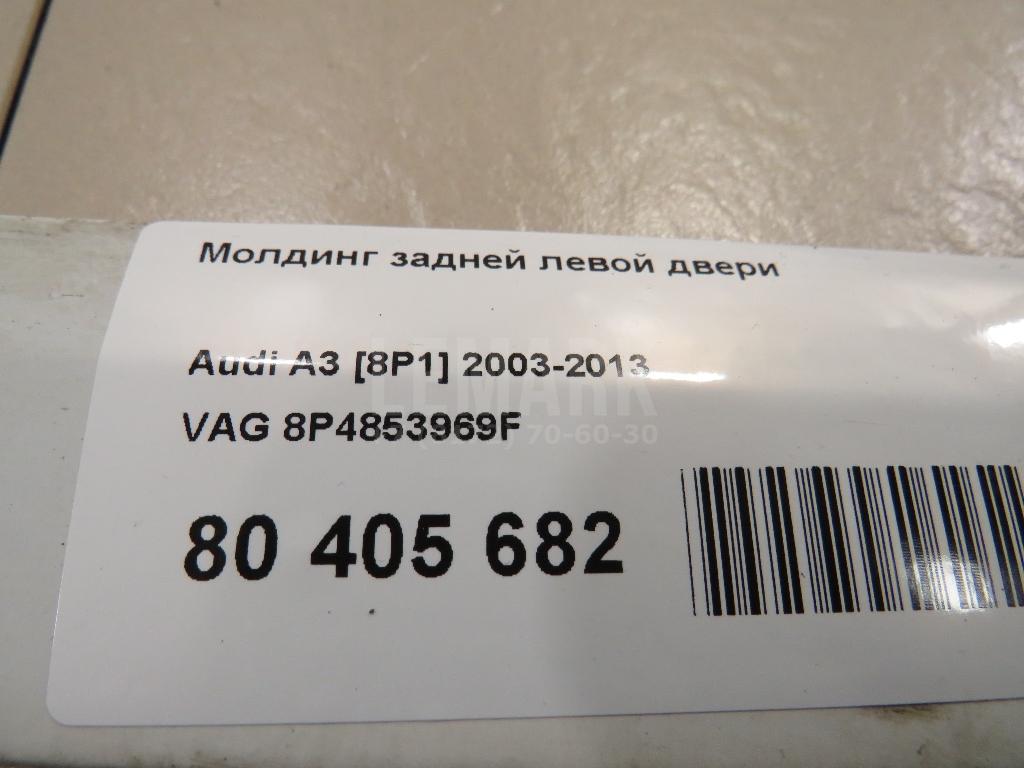 Молдинг задней левой двери
Audi A3 [8P1] 2003-2013
LEMARK
VAG 8P4853969F
70-60-30
80 405 682